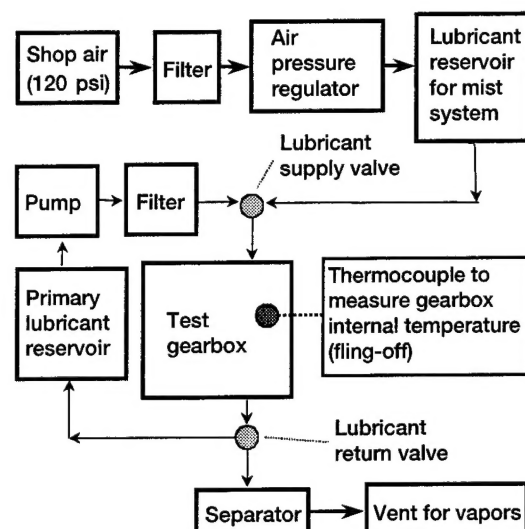 Shop air
(120 psi)
Filter
Air
pressure
regulator
Lubricant
reservoir
for mist
system
Lubricant
supply valve
Pump
Filter
Primary
lubricant
reservoir
Test
gearbox
Thermocouple to
measure gearbox
internal temperature
(fling-off)
Lubricant
return valve
Separator
Vent for vapors